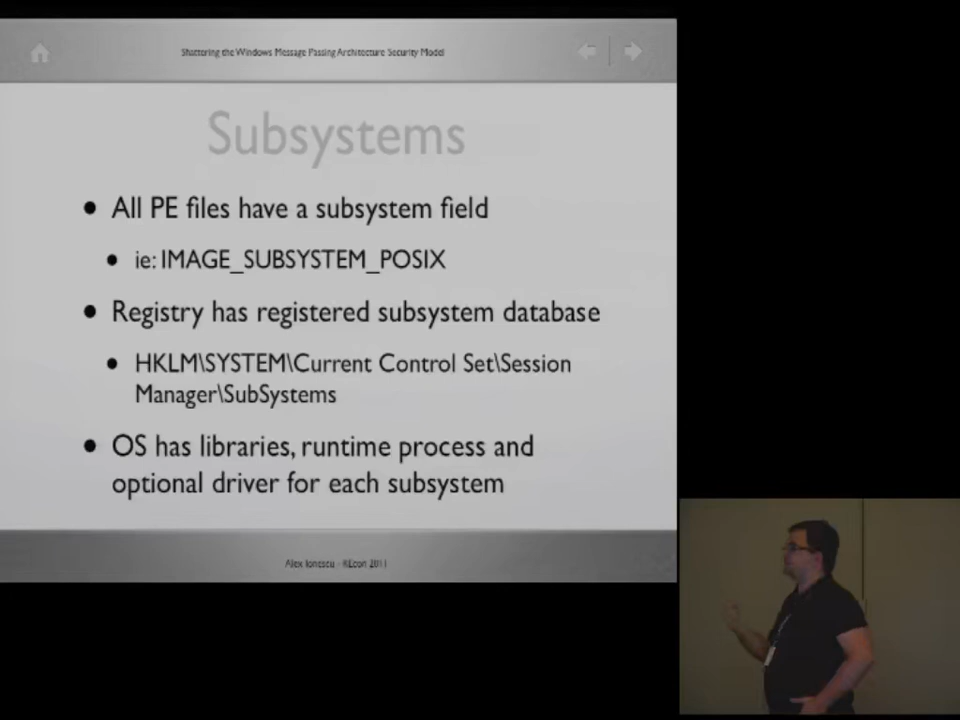 Shattering the Windows Message Passing Architecture Security Model
Subsystems
• All PE files have a subsystem field
• ie: IMAGE_SUBSYSTEM_POSIX
• Registry has registered subsystem database
• HKLM\SYSTEM\Current Control Set\Session
Manager\SubSystems
• OS has libraries, runtime process and
optional driver for each subsystem
Alex Ionescu - REcon 2011